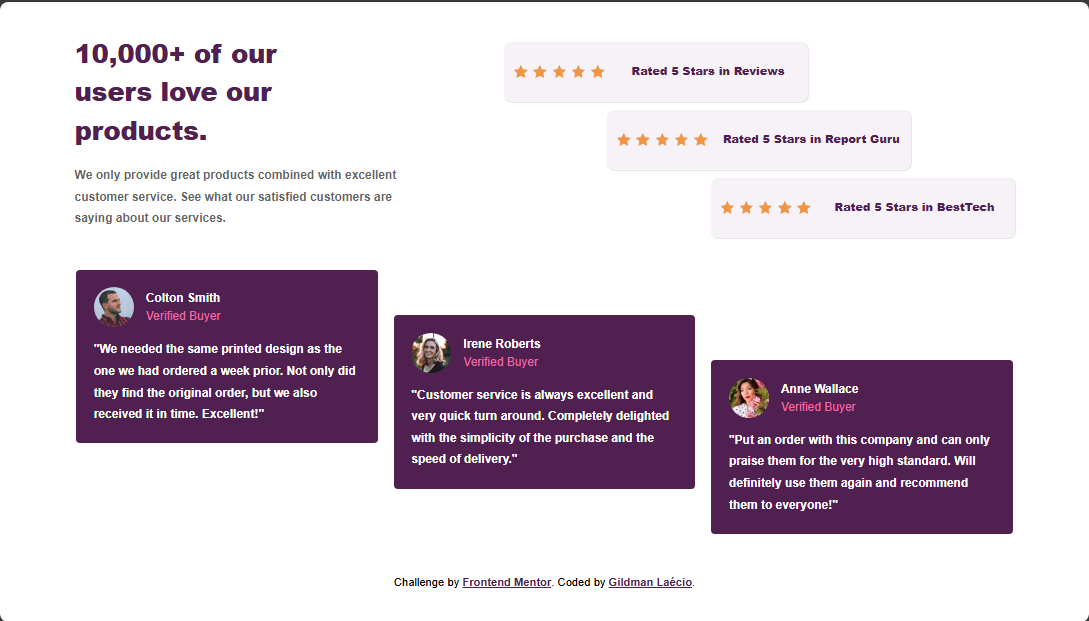 10,000+ of our
users love our
products.
We only provide great products combined with excellent
customer service. See what our satisfied customers are
saying about our services.
Rated 5 Stars in Reviews
Rated 5 Stars in Report Guru
Rated 5 Stars in BestTech
Colton Smith
Verified Buyer
"We needed the same printed design as the
one we had ordered a week prior. Not only did
they find the original order, but we also
received it in time. Excellent!"
Irene Roberts
Verified Buyer
"Customer service is always excellent and
very quick turn around. Completely delighted
with the simplicity of the purchase and the
speed of delivery."
Anne Wallace
Verified Buyer
"Put an order with this company and can only
praise them for the very high standard. Will
definitely use them again and recommend
them to everyone!"
Challenge by Frontend Mentor. Coded by Gildman Laécio.